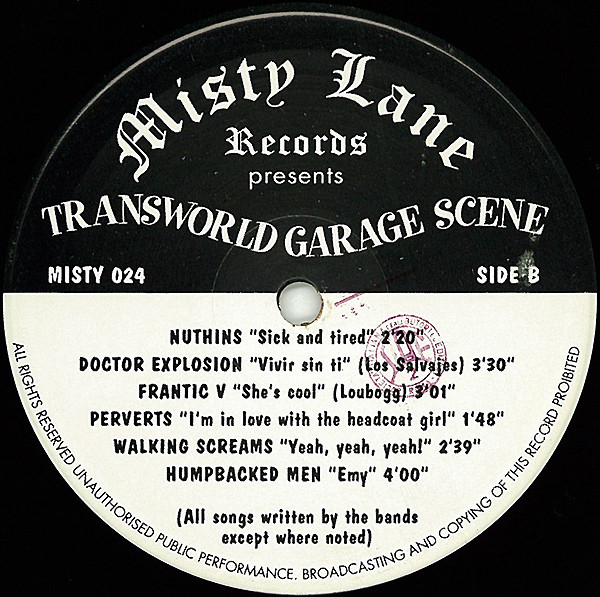 Misty Lane
Records
presents
TRANSWORLD GARAGE SCENE
MISTY 024
SIDE B
NUTHINS "Sick and tired" 2'20"
DOCTOR EXPLOSION "Vivir sin ti" (Los Salvajes) 3'30"
FRANTIC V "She's cool" (Loubogg) 3'01"
PERVERTS "I'm in love with the headcoat girl" 1'48"
WALKING SCREAMS "Yeah, yeah, yeah!" 2'39"
HUMPBACKED MEN "Emy" 4'00"
(All songs written by the bands
except where noted)
ALL RIGHTS RESERVED UNAUTHORISED PUBLIC PERFORMANCE. BROADCASTING AND COPYING OF THIS RECORD PROIBITED